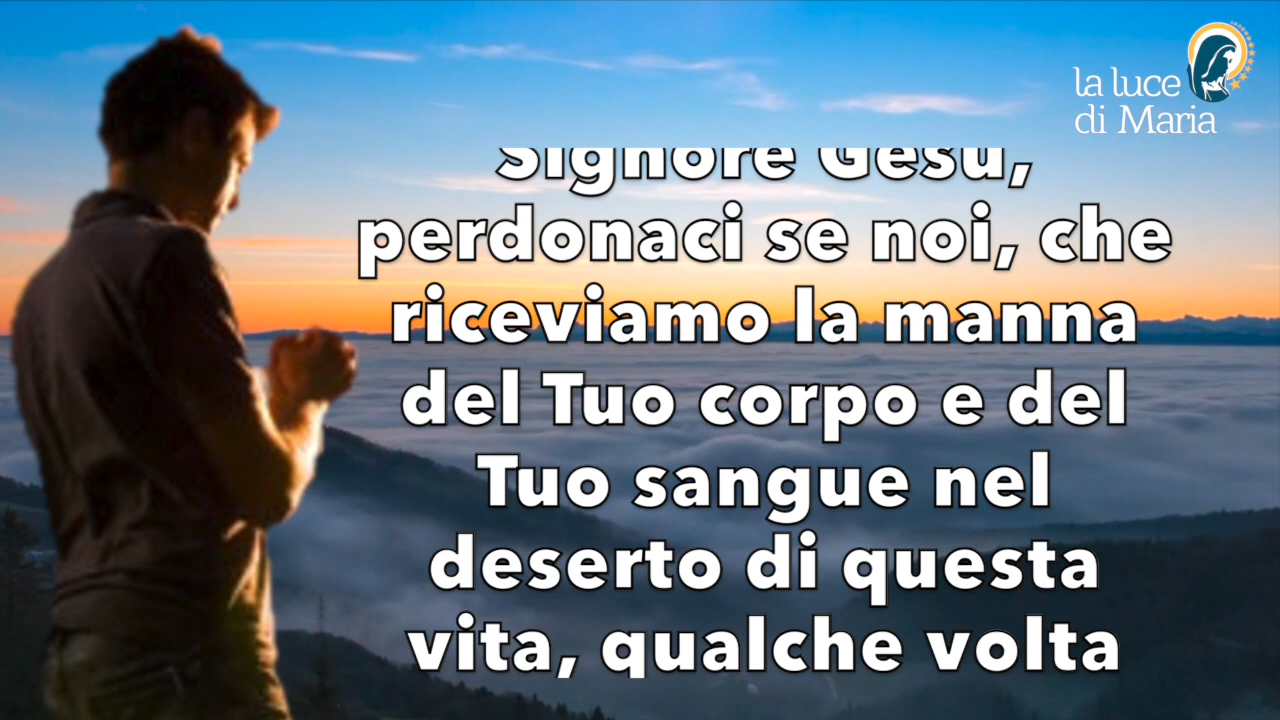 la luce
di Maria
Signore Gesù,
perdonaci se noi, che
riceviamo la manna
del Tuo corpo e del
Tuo sangue nel
deserto di questa
vita, qualche volta